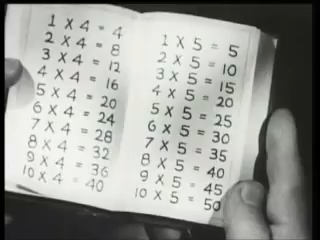 1 X 4 = 4
2 X 4 = 8
3 X 4 = 12
4 X 4 = 16
5 X 4 = 20
6 X 4 = 24
7 X 4 = 28
8 X 4 = 32
9 X 4 = 36
10 X 4 = 40
1 X 5 = 5
2 X 5 = 10
3 X 5 = 15
4 X 5 = 20
5 X 5 = 25
6 X 5 = 30
7 X 5 = 35
8 X 5 = 40
9 X 5 = 45
10 X 5 = 50